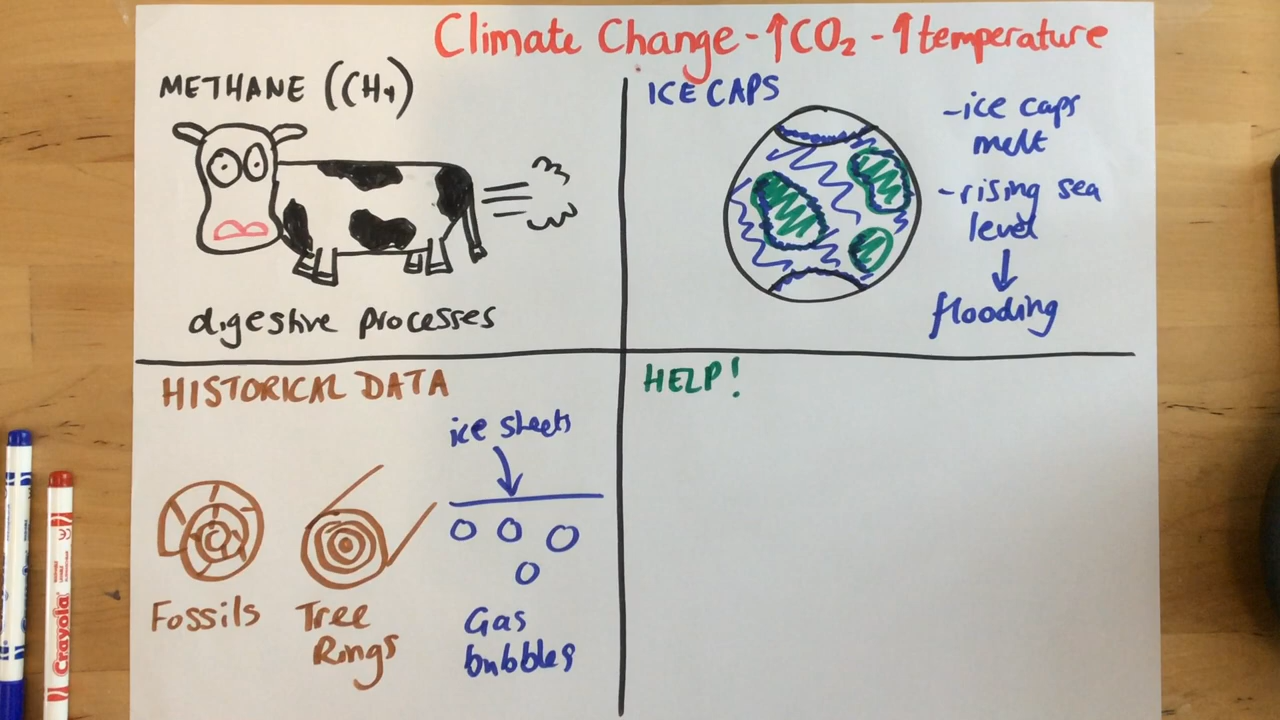 Climate Change - ↑CO₂ - ↑temperature
METHANE (CH₄)
digestive processes
ICE CAPS
-ice caps
melt
-rising sea
level
↓
flooding
HISTORICAL DATA
ice sheets
Fossils
Tree
Rings
Gas
bubbles
HELP!
Crayola